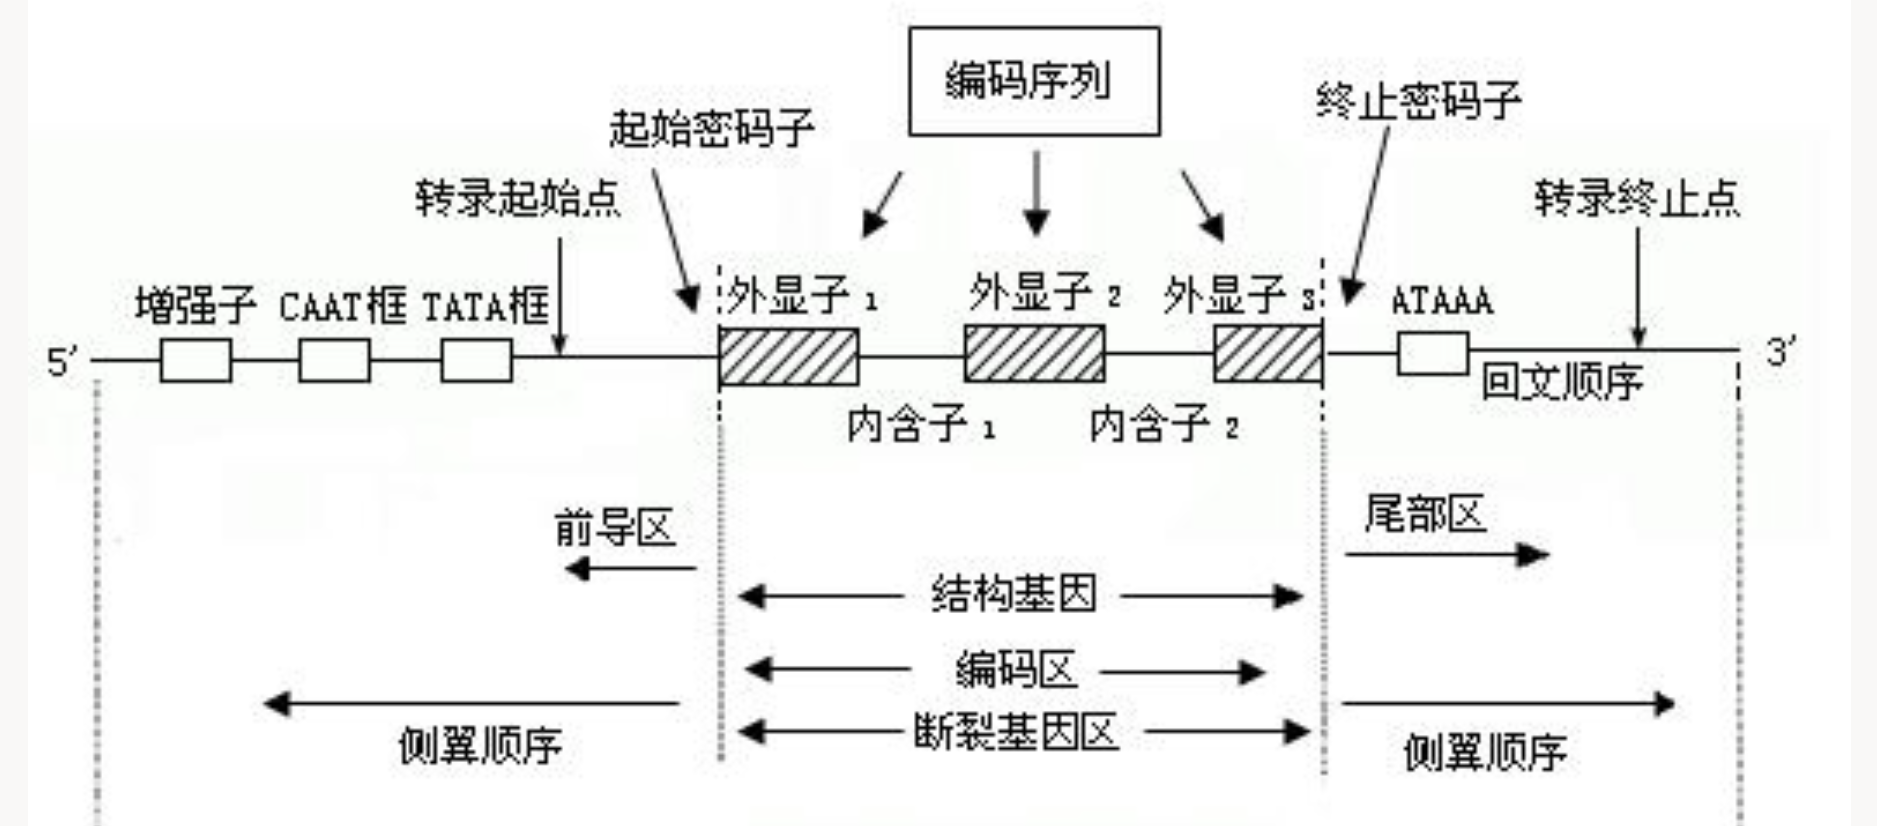 编码序列
终止密码子
起始密码子
转录起始点
转录终止点
增强子 CAAT框 TATA框
外显子 1
外显子 2
外显子 3
ATAAA
5′
3′
回文顺序
内含子 1
内含子 2
前导区
尾部区
结构基因
编码区
断裂基因区
侧翼顺序
侧翼顺序